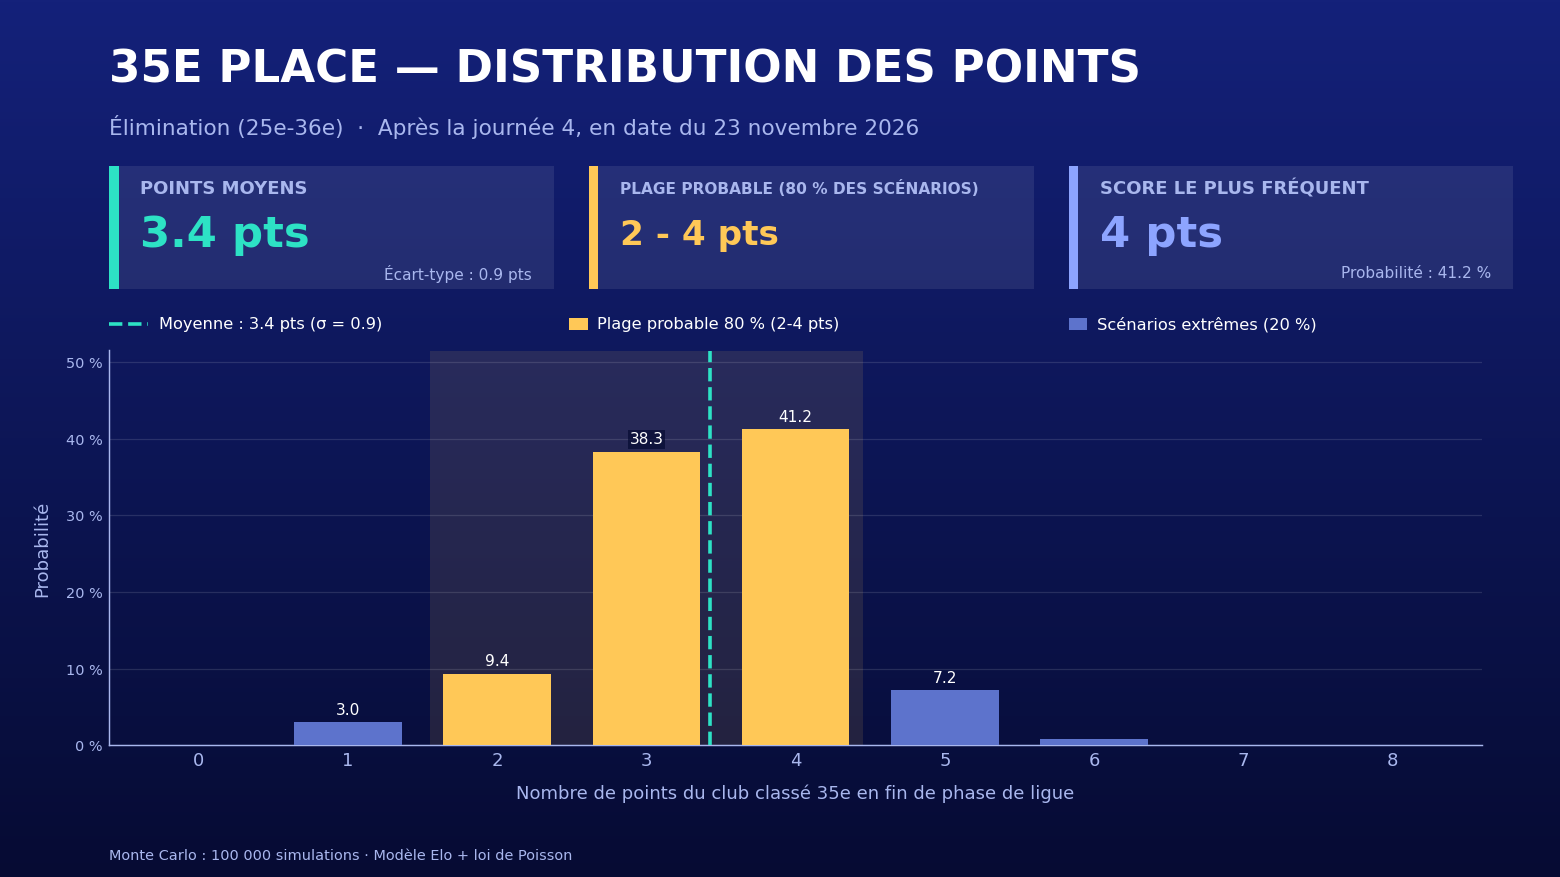 35E PLACE — DISTRIBUTION DES POINTS
Élimination (25e-36e)  ·  Après la journée 4, en date du 23 novembre 2026
POINTS MOYENS
3.4 pts
Écart-type : 0.9 pts
PLAGE PROBABLE (80 % DES SCÉNARIOS)
2 - 4 pts
SCORE LE PLUS FRÉQUENT
4 pts
Probabilité : 41.2 %
Moyenne : 3.4 pts (σ = 0.9)
Plage probable 80 % (2-4 pts)
Scénarios extrêmes (20 %)
Probabilité
50 %
40 %
30 %
20 %
10 %
0 %
3.0
9.4
38.3
41.2
7.2
0 1 2 3 4 5 6 7 8
Nombre de points du club classé 35e en fin de phase de ligue
Monte Carlo : 100 000 simulations · Modèle Elo + loi de Poisson